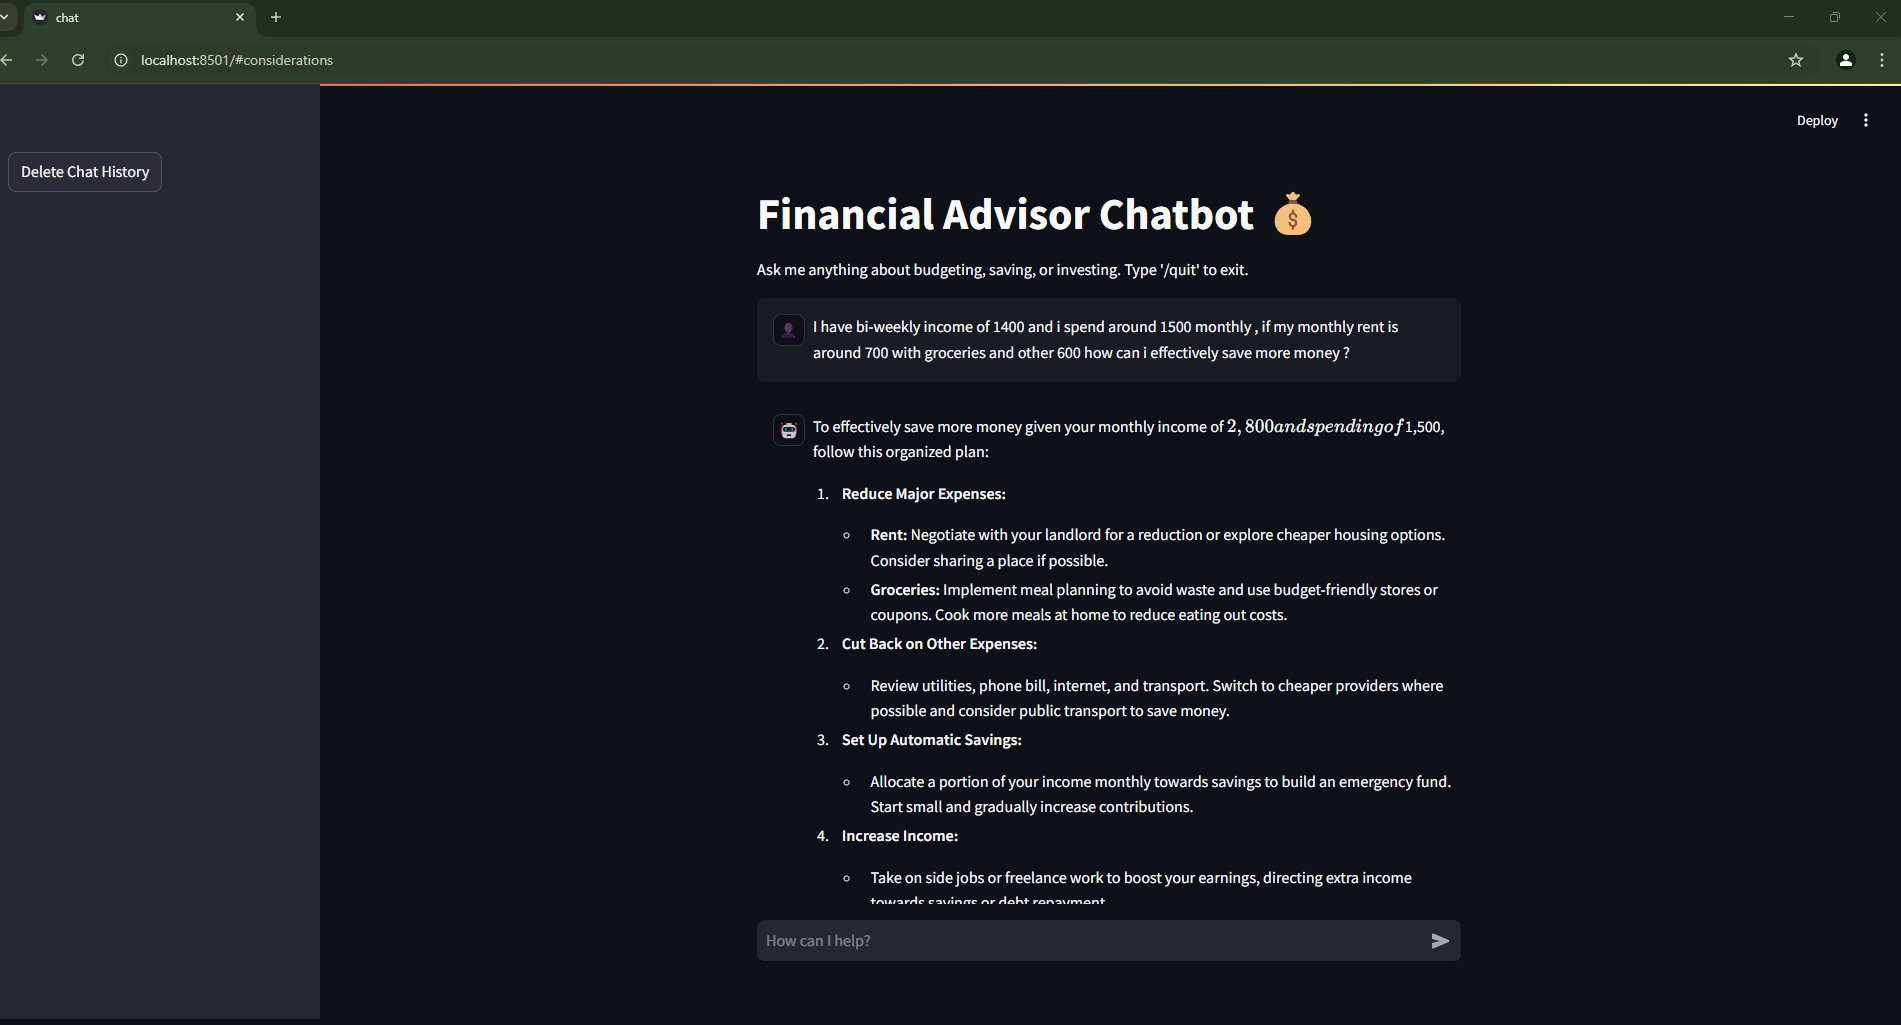 chat
localhost:8501/#considerations
Deploy
Delete Chat History
Financial Advisor Chatbot
Ask me anything about budgeting, saving, or investing. Type '/quit' to exit.
I have bi-weekly income of 1400 and i spend around 1500 monthly , if my monthly rent is
around 700 with groceries and other 600 how can i effectively save more money ?
To effectively save more money given your monthly income of 2, 800andspendingof1,500,
follow this organized plan:
1. Reduce Major Expenses:
Rent: Negotiate with your landlord for a reduction or explore cheaper housing options.
Consider sharing a place if possible.
Groceries: Implement meal planning to avoid waste and use budget-friendly stores or
coupons. Cook more meals at home to reduce eating out costs.
2. Cut Back on Other Expenses:
Review utilities, phone bill, internet, and transport. Switch to cheaper providers where
possible and consider public transport to save money.
3. Set Up Automatic Savings:
Allocate a portion of your income monthly towards savings to build an emergency fund.
Start small and gradually increase contributions.
4. Increase Income:
Take on side jobs or freelance work to boost your earnings, directing extra income
towards savings or debt repayment
How can I help?